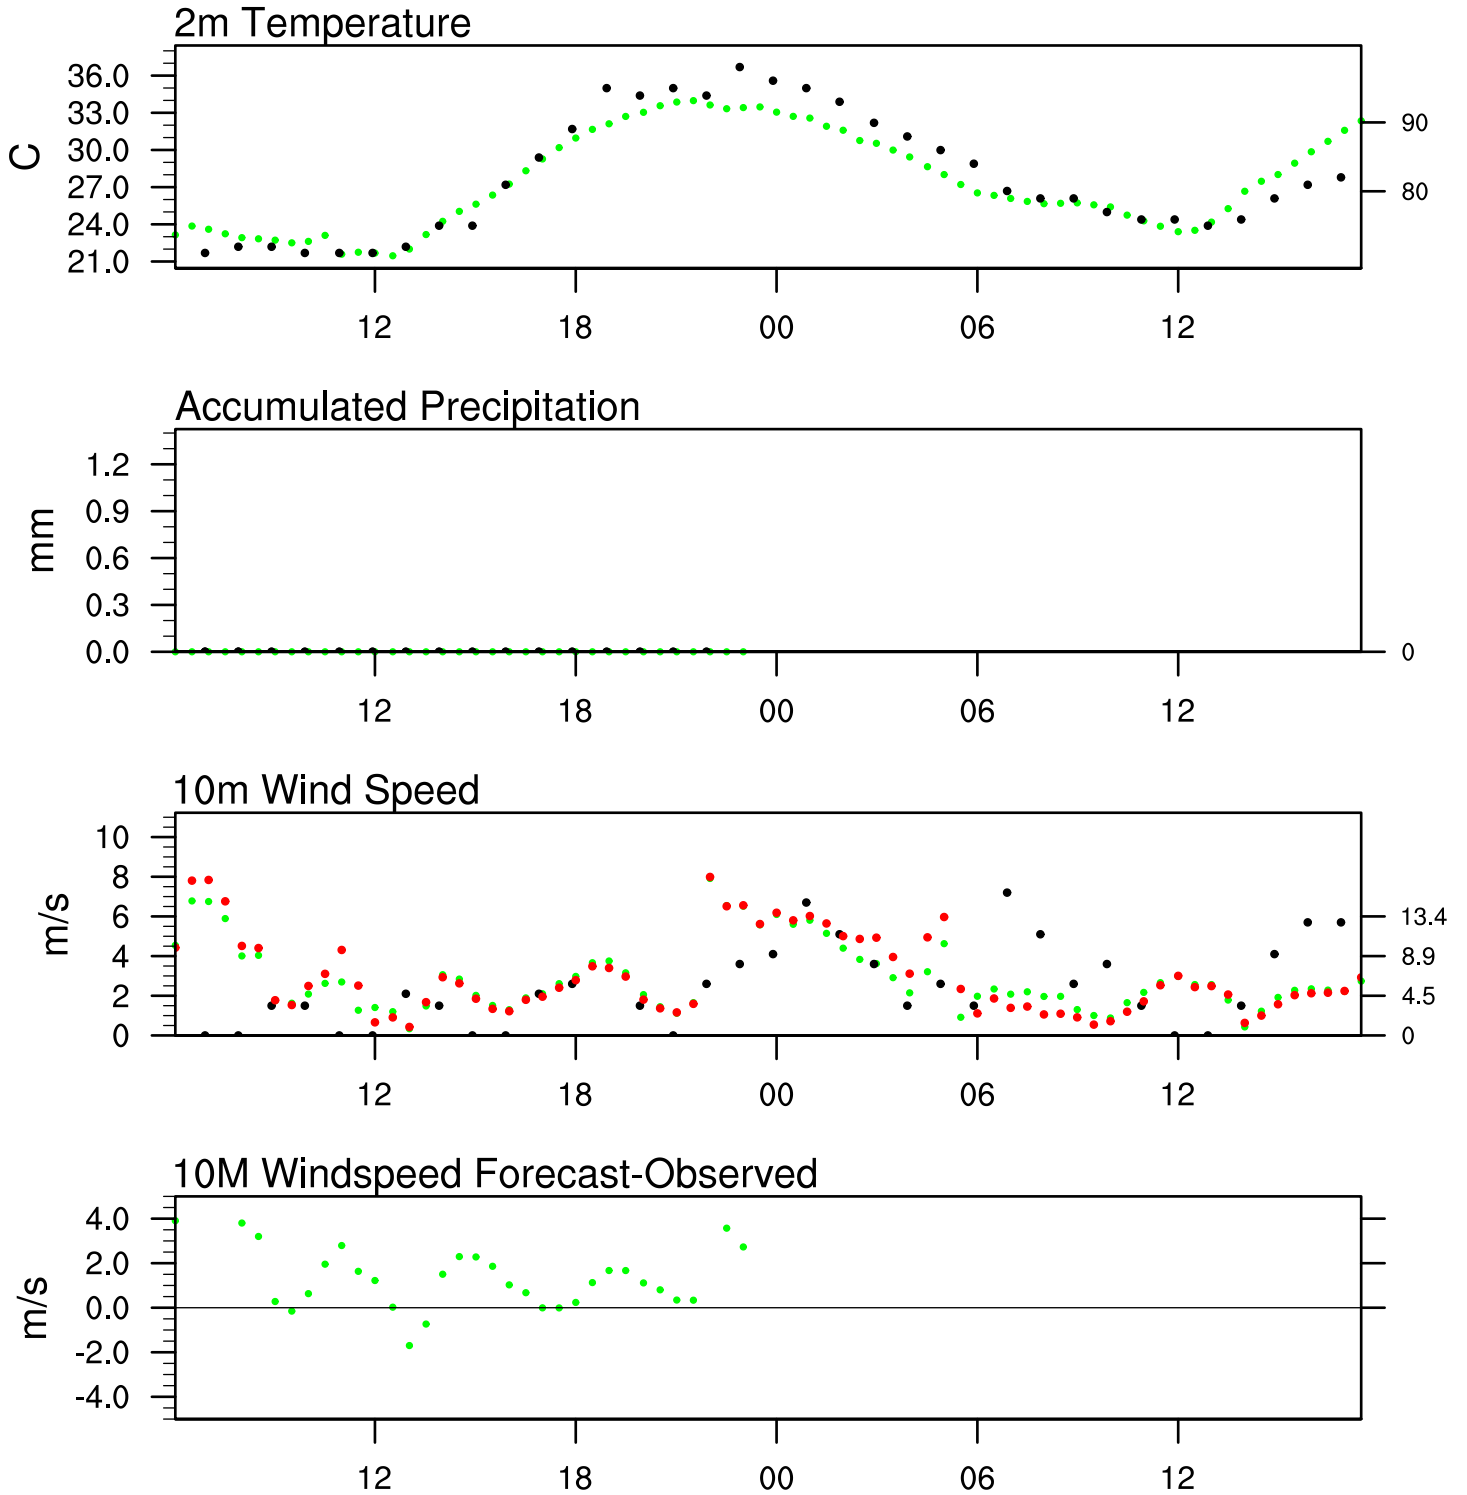 2m Temperature
C
36.0
33.0
30.0
27.0
24.0
21.0
90
80
12 18 00 06 12
Accumulated Precipitation
mm
1.2
0.9
0.6
0.3
0.0
0
12 18 00 06 12
10m Wind Speed
m/s
10
8
6
4
2
0
13.4
8.9
4.5
0
12 18 00 06 12
10M Windspeed Forecast-Observed
m/s
4.0
2.0
0.0
-2.0
-4.0
12 18 00 06 12